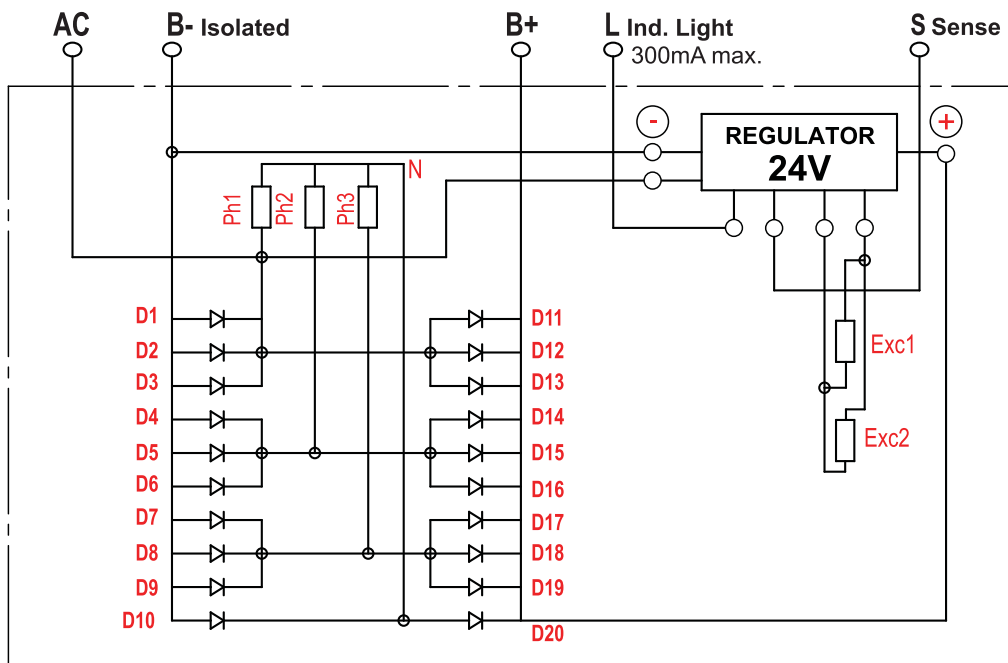 AC
B- Isolated
B+
L Ind. Light
300mA max.
S Sense
-
REGULATOR
24V
+
N
Ph1
Ph2
Ph3
D1
D11
D2
D12
Exc1
D3
D13
D4
D14
Exc2
D5
D15
D6
D16
D7
D17
D8
D18
D9
D19
D10
D20